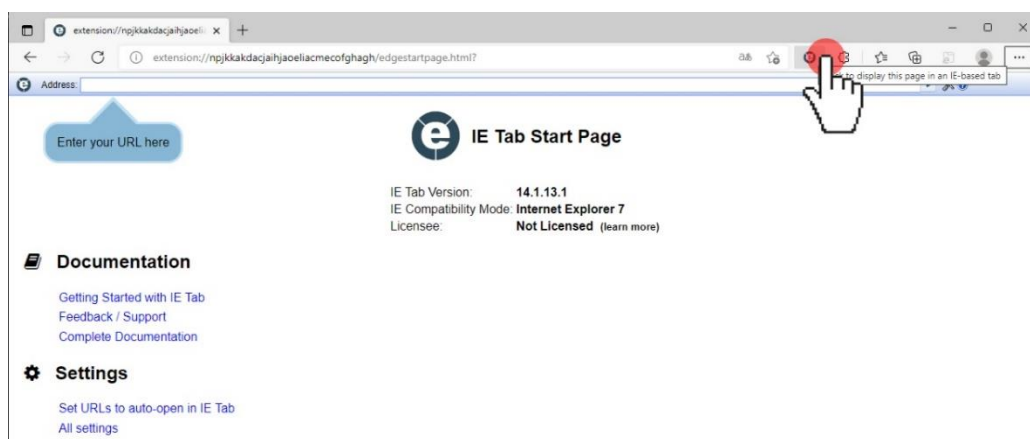 extension://npjkkakdacjaihjaoeli
extension://npjkkakdacjaihjaoeliacmecofghagh/edgestartpage.html?
to display this page in an IE-based tab
Address:
Enter your URL here
IE Tab Start Page
IE Tab Version: 14.1.13.1
IE Compatibility Mode: Internet Explorer 7
Licensee: Not Licensed (learn more)
Documentation
Getting Started with IE Tab
Feedback / Support
Complete Documentation
Settings
Set URLs to auto-open in IE Tab
All settings